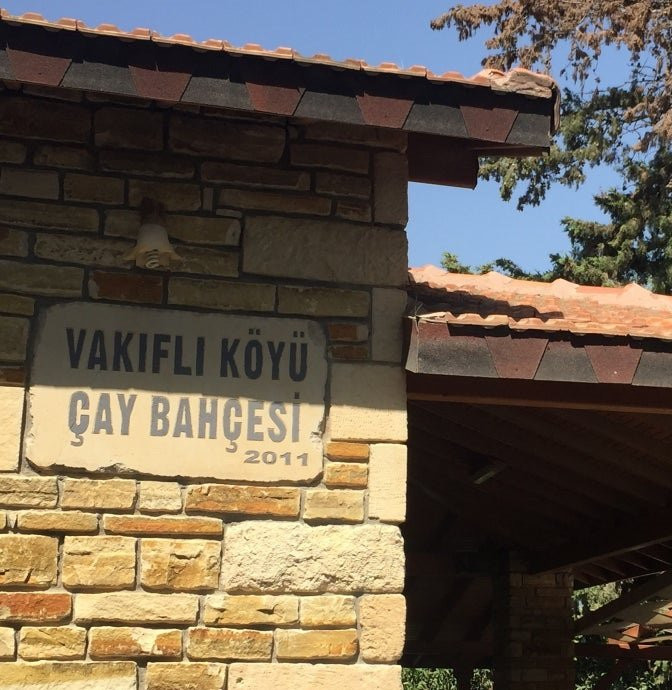 VAKIFLI KÖYÜ
ÇAY BAHÇESİ
2011